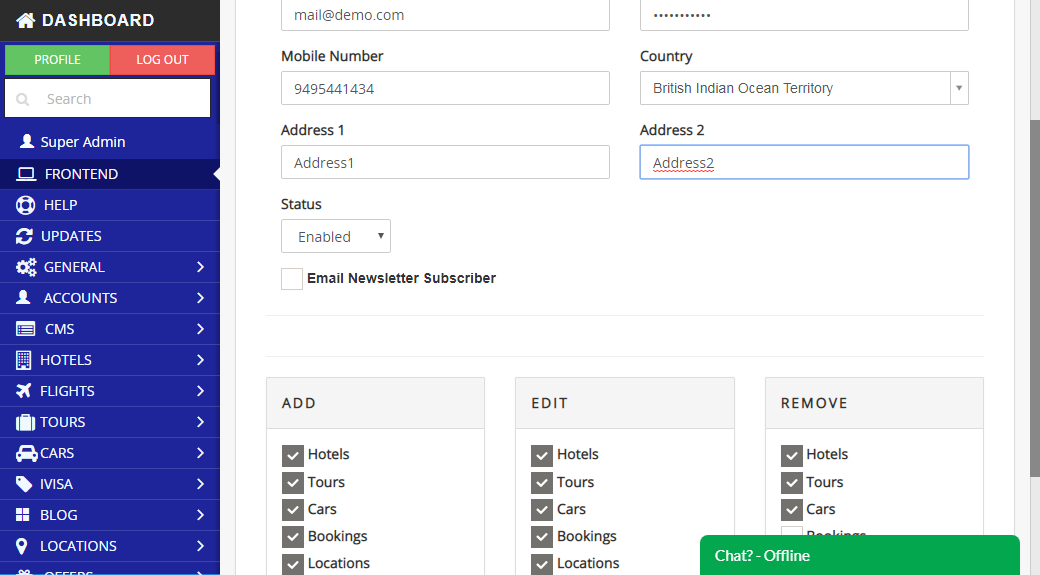 DASHBOARD
PROFILE
LOG OUT
Search
Super Admin
FRONTEND
HELP
UPDATES
GENERAL
ACCOUNTS
CMS
HOTELS
FLIGHTS
TOURS
CARS
IVISA
BLOG
LOCATIONS
OFFERS
mail@demo.com
•••••••••••
Mobile Number
Country
9495441434
British Indian Ocean Territory
Address 1
Address 2
Address1
Address2
Status
Enabled
Email Newsletter Subscriber
ADD
Hotels
Tours
Cars
Bookings
Locations
EDIT
Hotels
Tours
Cars
Bookings
Locations
REMOVE
Hotels
Tours
Cars
Bookings
Chat? - Offline